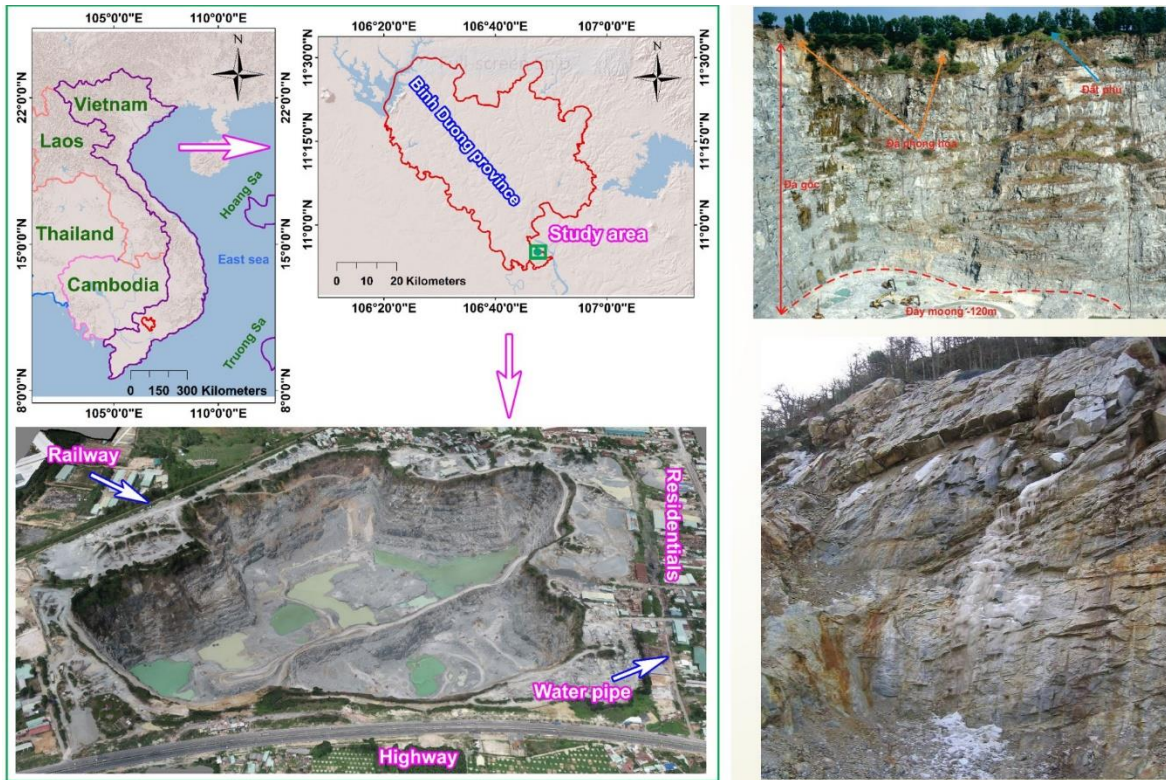 105°0'0"E
110°0'0"E
22°0'0"N
15°0'0"N
8°0'0"N
N
Vietnam
Laos
Thailand
Cambodia
Hoang Sa
East sea
Truong Sa
0 150 300 Kilometers
22°0'0"N
15°0'0"N
8°0'0"N
105°0'0"E
110°0'0"E
106°20'0"E
106°40'0"E
107°0'0"E
11°30'0"N
11°15'0"N
11°0'0"N
N
Binh Duong province
Study area
0 10 20 Kilometers
11°30'0"N
11°15'0"N
11°0'0"N
106°20'0"E
106°40'0"E
107°0'0"E
Railway
Residentials
Water pipe
Highway
Đất phủ
Đá phong hóa
Đá gốc
Đáy moong -120m